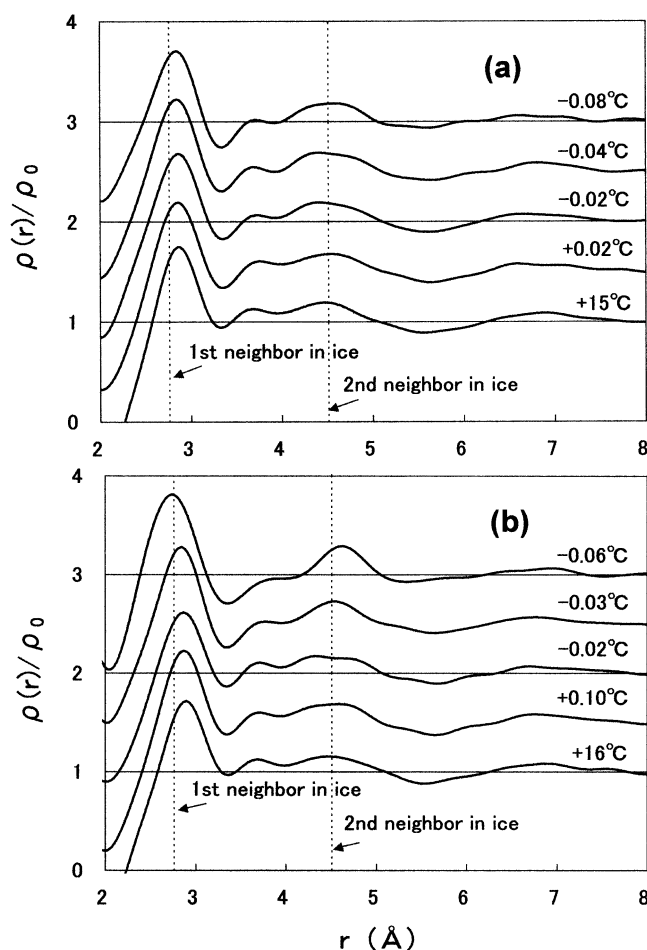 4
(a)
−0.08℃
3
−0.04℃
−0.02℃
2
+0.02℃
+15℃
1
1st neighbor in ice
2nd neighbor in ice
0
ρ(r)/ρ₀
2 3 4 5 6 7 8
4
(b)
−0.06℃
3
−0.03℃
−0.02℃
2
+0.10℃
+16℃
1
1st neighbor in ice
2nd neighbor in ice
0
ρ(r)/ρ₀
2 3 4 5 6 7 8
r (Å)